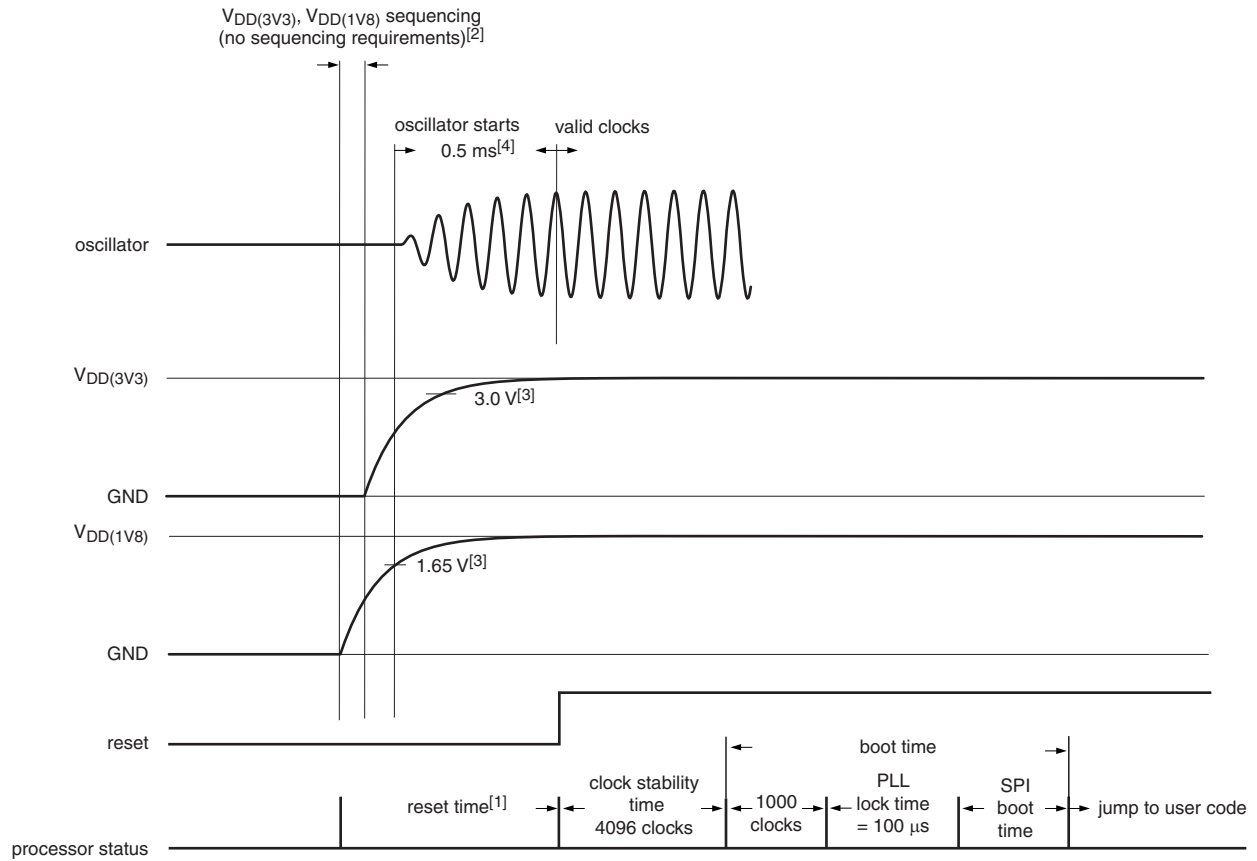 VDD(3V3), VDD(1V8) sequencing
(no sequencing requirements)[2]
oscillator starts
0.5 ms[4]
valid clocks
oscillator
VDD(3V3)
3.0 V[3]
GND
VDD(1V8)
1.65 V[3]
GND
reset
boot time
reset time[1]
clock stability
time
4096 clocks
1000
clocks
PLL
lock time
= 100 μs
SPI
boot
time
jump to user code
processor status